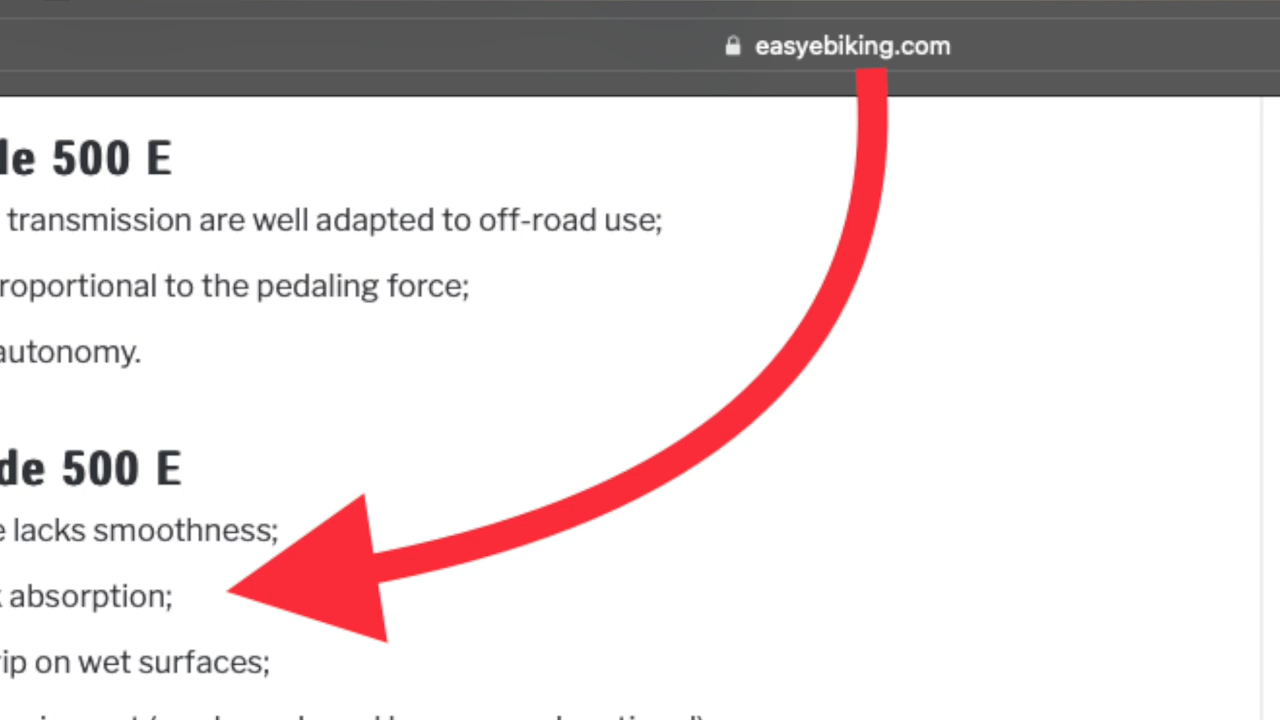 easyebiking.com
de 500 E
transmission are well adapted to off-road use;
roportional to the pedaling force;
autonomy.
de 500 E
e lacks smoothness;
absorption;
ip on wet surfaces;